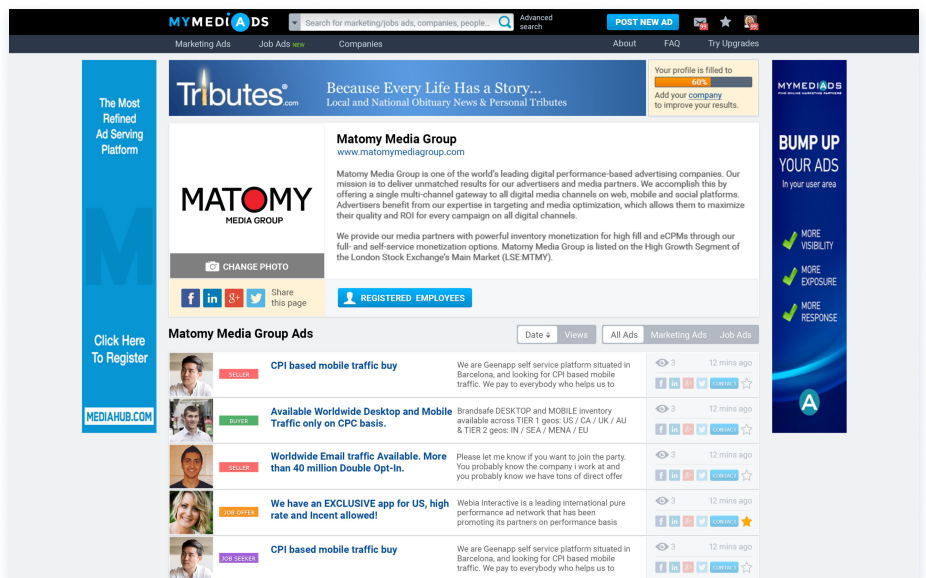 MYMEDIADS
Search for marketing/jobs ads, companies, people..
Advanced
search
POST NEW AD
99
99
Marketing Ads
Job Ads NEW
Companies
About
FAQ
Try Upgrades
The Most
Refined
Ad Serving
Platform
Click Here
To Register
MEDIAHUB.COM
Tributes.com
Because Every Life Has a Story...
Local and National Obituary News & Personal Tributes
Your profile is filled to
60%
Add your company
to improve your results.
MATOMY
MEDIA GROUP
CHANGE PHOTO
Matomy Media Group
www.matomymediagroup.com
Matomy Media Group is one of the world's leading digital performance-based advertising companies. Our
mission is to deliver unmatched results for our advertisers and media partners. We accomplish this by
offering a single multi-channel gateway to all digital media channels on web, mobile and social platforms.
Advertisers benefit from our expertise in targeting and media optimization, which allows them to maximize
their quality and ROI for every campaign on all digital channels.
We provide our media partners with powerful inventory monetization for high fill and eCPMs through our
full- and self-service monetization options. Matomy Media Group is listed on the High Growth Segment of
the London Stock Exchange's Main Market (LSE:MTMY).
Share
this page
REGISTERED EMPLOYEES
MYMEDIADS
BUMP UP
YOUR ADS
In your user area
MORE
VISIBILITY
MORE
EXPOSURE
MORE
RESPONSE
Matomy Media Group Ads
Date
Views
All Ads
Marketing Ads
Job Ads
SELLER
CPI based mobile traffic buy
We are Geenapp self service platform situated in
Barcelona, and looking for CPI based mobile
traffic. We pay to everybody who helps us to
3
12 mins ago
CONTACT
BUYER
Available Worldwide Desktop and Mobile
Traffic only on CPC basis.
Brandsafe DESKTOP and MOBILE inventory
available across TIER 1 geos: US / CA / UK / AU
& TIER 2 geos: IN / SEA / MENA / EU
3
12 mins ago
CONTACT
SELLER
Worldwide Email traffic Available. More
than 40 million Double Opt-In.
Please let me know if you want to join the party.
You probably know the company i work at and
you probably know we have tons of direct offer
3
12 mins ago
CONTACT
JOB OFFER
We have an EXCLUSIVE app for US, high
rate and Incent allowed!
Webia Interactive is a leading international pure
performance ad network that has been
promoting its partners on performance basis
3
12 mins ago
CONTACT
JOB SEEKER
CPI based mobile traffic buy
We are Geenapp self service platform situated in
Barcelona, and looking for CPI based mobile
traffic. We pay to everybody who helps us to
3
12 mins ago
CONTACT